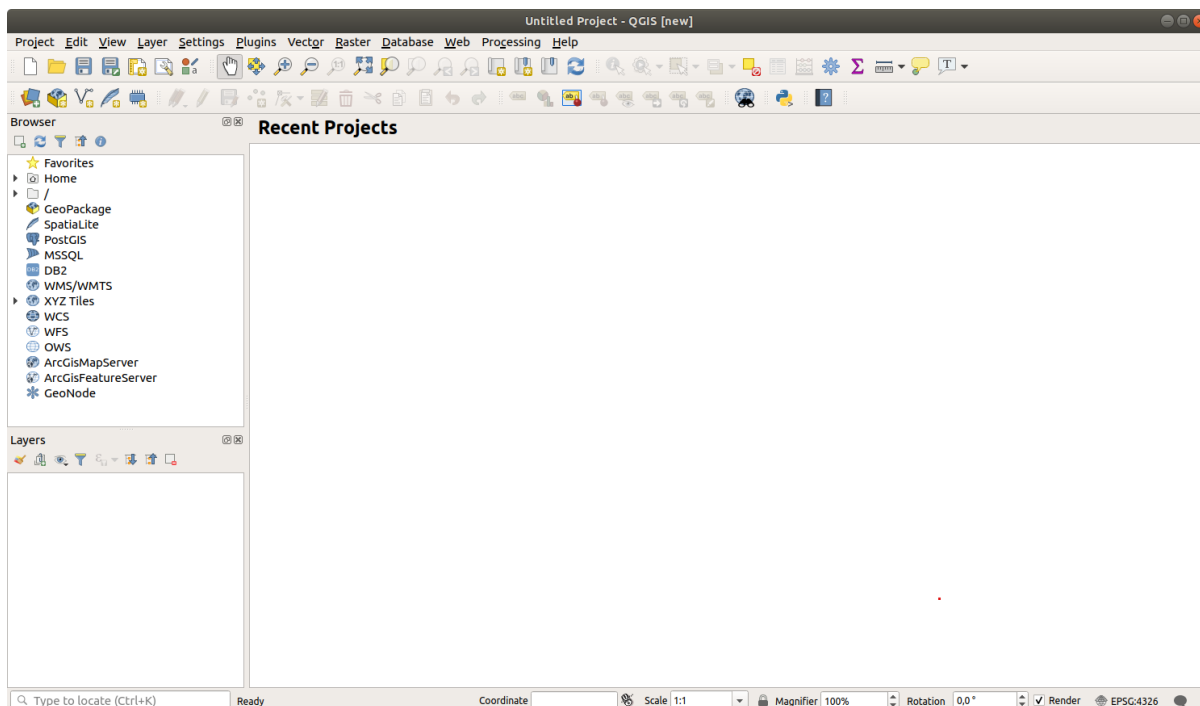 Untitled Project - QGIS [new]
Project Edit View Layer Settings Plugins Vector Raster Database Web Processing Help
Browser
Recent Projects
Favorites
Home
/
GeoPackage
SpatiaLite
PostGIS
MSSQL
DB2
WMS/WMTS
XYZ Tiles
WCS
WFS
OWS
ArcGisMapServer
ArcGisFeatureServer
GeoNode
Layers
Type to locate (Ctrl+K) Ready Coordinate Scale 1:1 Magnifier 100% Rotation 0,0 ° Render EPSG:4326